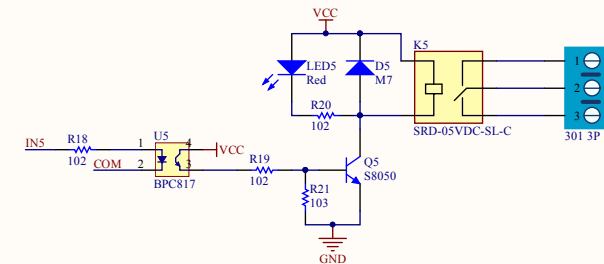 VCC
K5
LED5
Red
D5
M7
1
2
3
R20
102
SRD-05VDC-SL-C
301 3P
IN5
R18
102
U5
1
4
VCC
COM
2
3
BPC817
R19
102
Q5
S8050
R21
103
GND